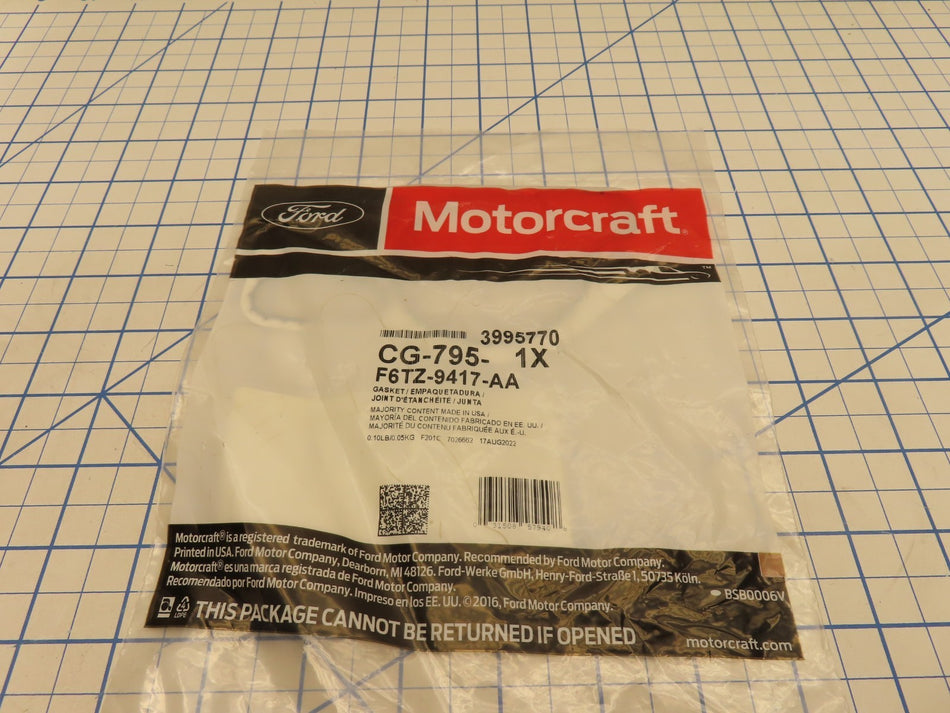 Ford Motorcraft®
™
3995770
CG-795- 1X
F6TZ-9417-AA
GASKET / EMPAQUETADURA /
JOINT D'ÉTANCHÉITÉ / JUNTA
MAJORITY CONTENT MADE IN USA /
MAYORÍA DEL CONTENIDO FABRICADO EN EE. UU. /
MAJORITÉ DU CONTENU FABRIQUÉE AUX É.-U.
0.10LB/0.05KG F201C 7026662 17AUG2022
Motorcraft® is a registered trademark of Ford Motor Company. Recommended by Ford Motor Company.
Printed in USA. Ford Motor Company, Dearborn, MI 48126. Ford-Werke GmbH, Henry-Ford-Straße 1, 50735 Köln.
Motorcraft® es una marca registrada de Ford Motor Company.
Recomendado por Ford Motor Company. Impreso en los EE. UU. © 2016, Ford Motor Company.
BSB0006V
LDPE
THIS PACKAGE CANNOT BE RETURNED IF OPENED
motorcraft.com